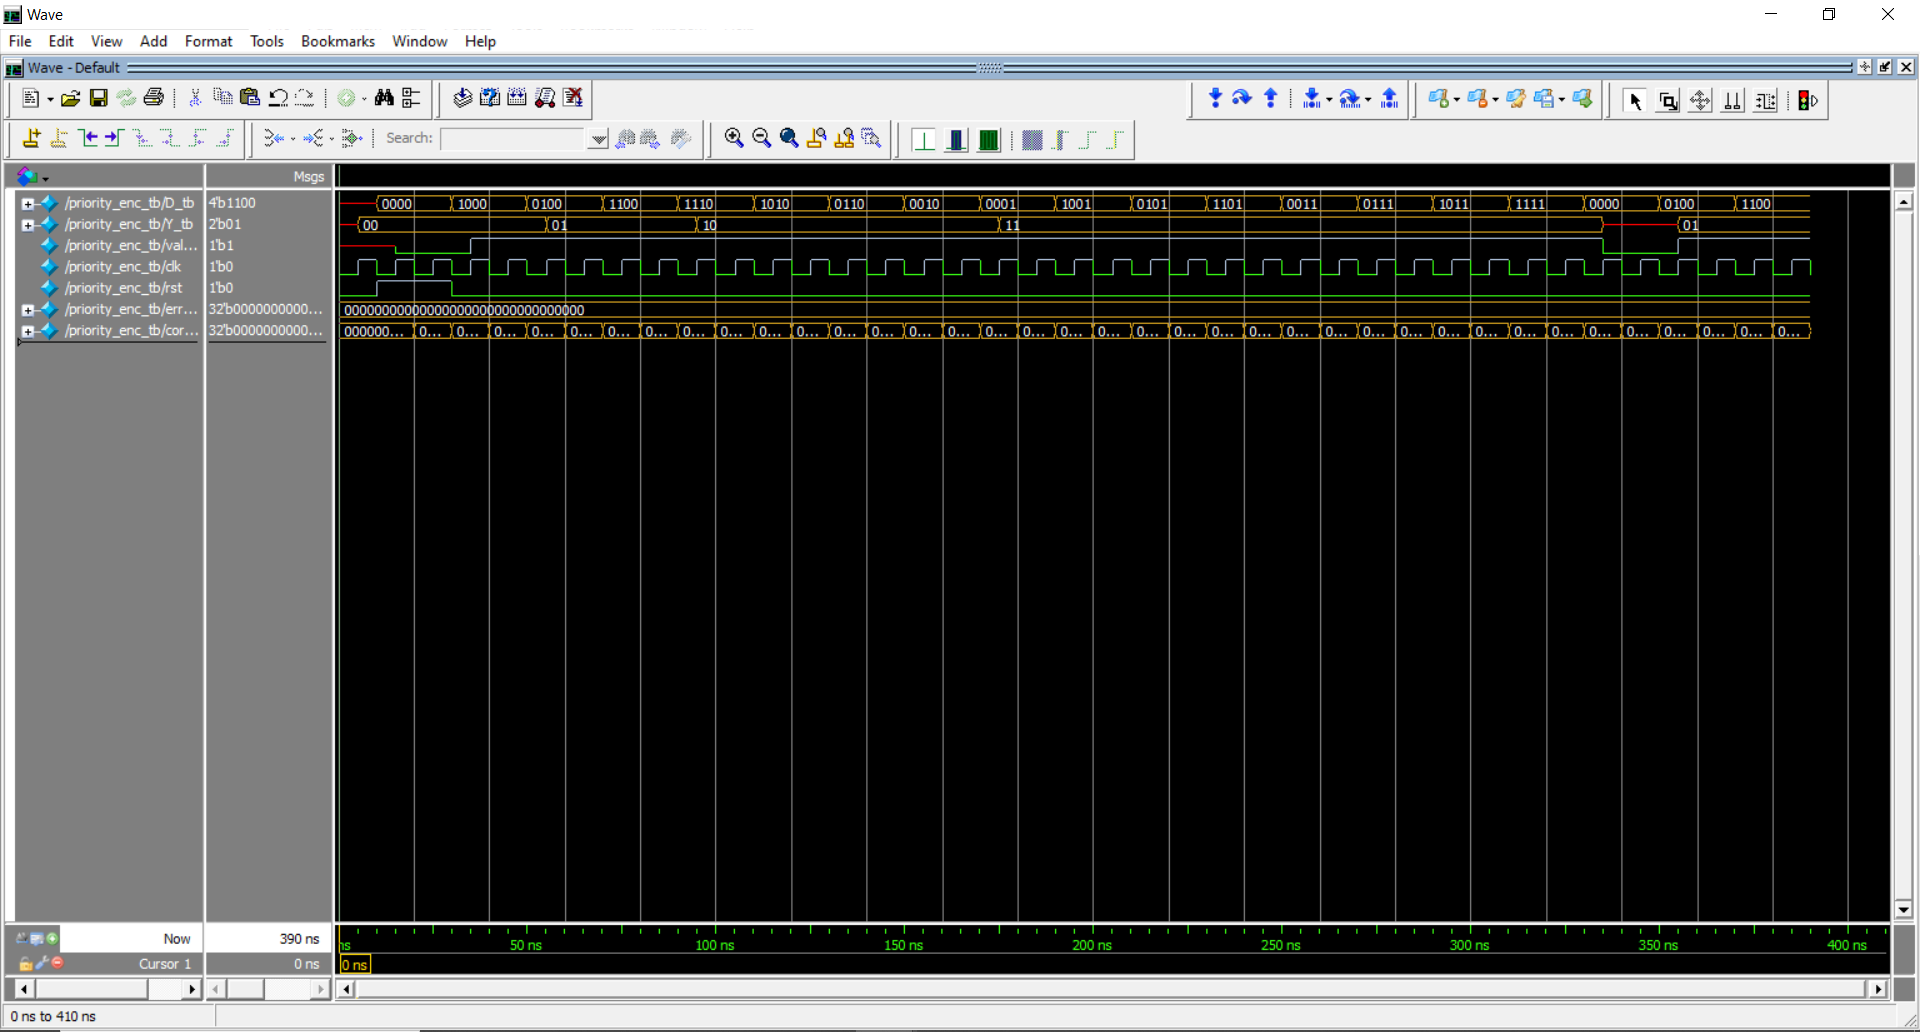 Wave
File Edit View Add Format Tools Bookmarks Window Help
Wave - Default
Search:
Msgs
/priority_enc_tb/D_tb 4'b1100 0000 1000 0100 1100 1110 1010 0110 0010 0001 1001 0101 1101 0011 0111 1011 1111 0000 0100 1100
/priority_enc_tb/Y_tb 2'b01 00 01 10 11 01
/priority_enc_tb/val... 1'b1
/priority_enc_tb/clk 1'b0
/priority_enc_tb/rst 1'b0
/priority_enc_tb/err... 32'b0000000000... 00000000000000000000000000000000
/priority_enc_tb/cor... 32'b0000000000... 000000... 0... 0... 0... 0... 0... 0... 0... 0... 0... 0... 0... 0... 0... 0... 0... 0... 0... 0... 0... 0... 0... 0... 0... 0... 0... 0... 0... 0... 0... 0... 0... 0... 0... 0... 0... 0... 0...
Now 390 ns ns 50 ns 100 ns 150 ns 200 ns 250 ns 300 ns 350 ns 400 ns
Cursor 1 0 ns 0 ns
0 ns to 410 ns